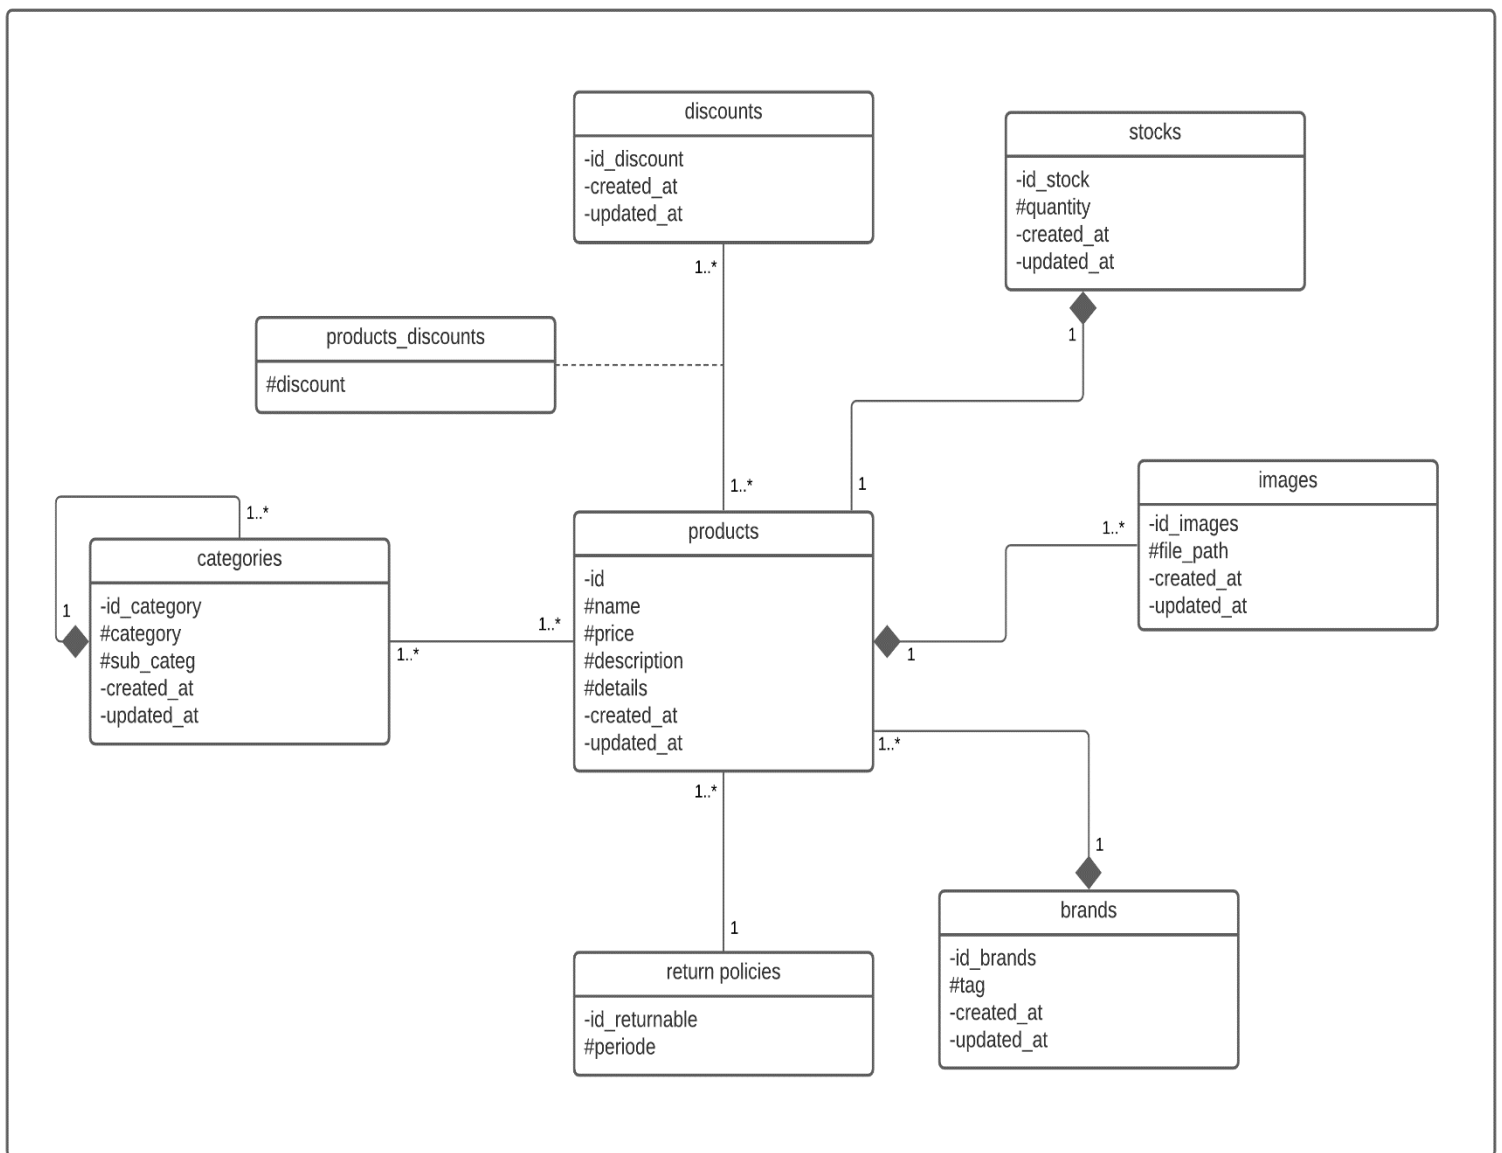 discounts
-id_discount
-created_at
-updated_at
1..*
stocks
-id_stock
#quantity
-created_at
-updated_at
1
products_discounts
#discount
1..*
1
images
-id_images
#file_path
-created_at
-updated_at
1..*
1..*
categories
-id_category
#category
#sub_categ
-created_at
-updated_at
1
1..*
1..*
products
-id
#name
#price
#description
#details
-created_at
-updated_at
1
1..*
1..*
1
1
return policies
-id_returnable
#periode
brands
-id_brands
#tag
-created_at
-updated_at